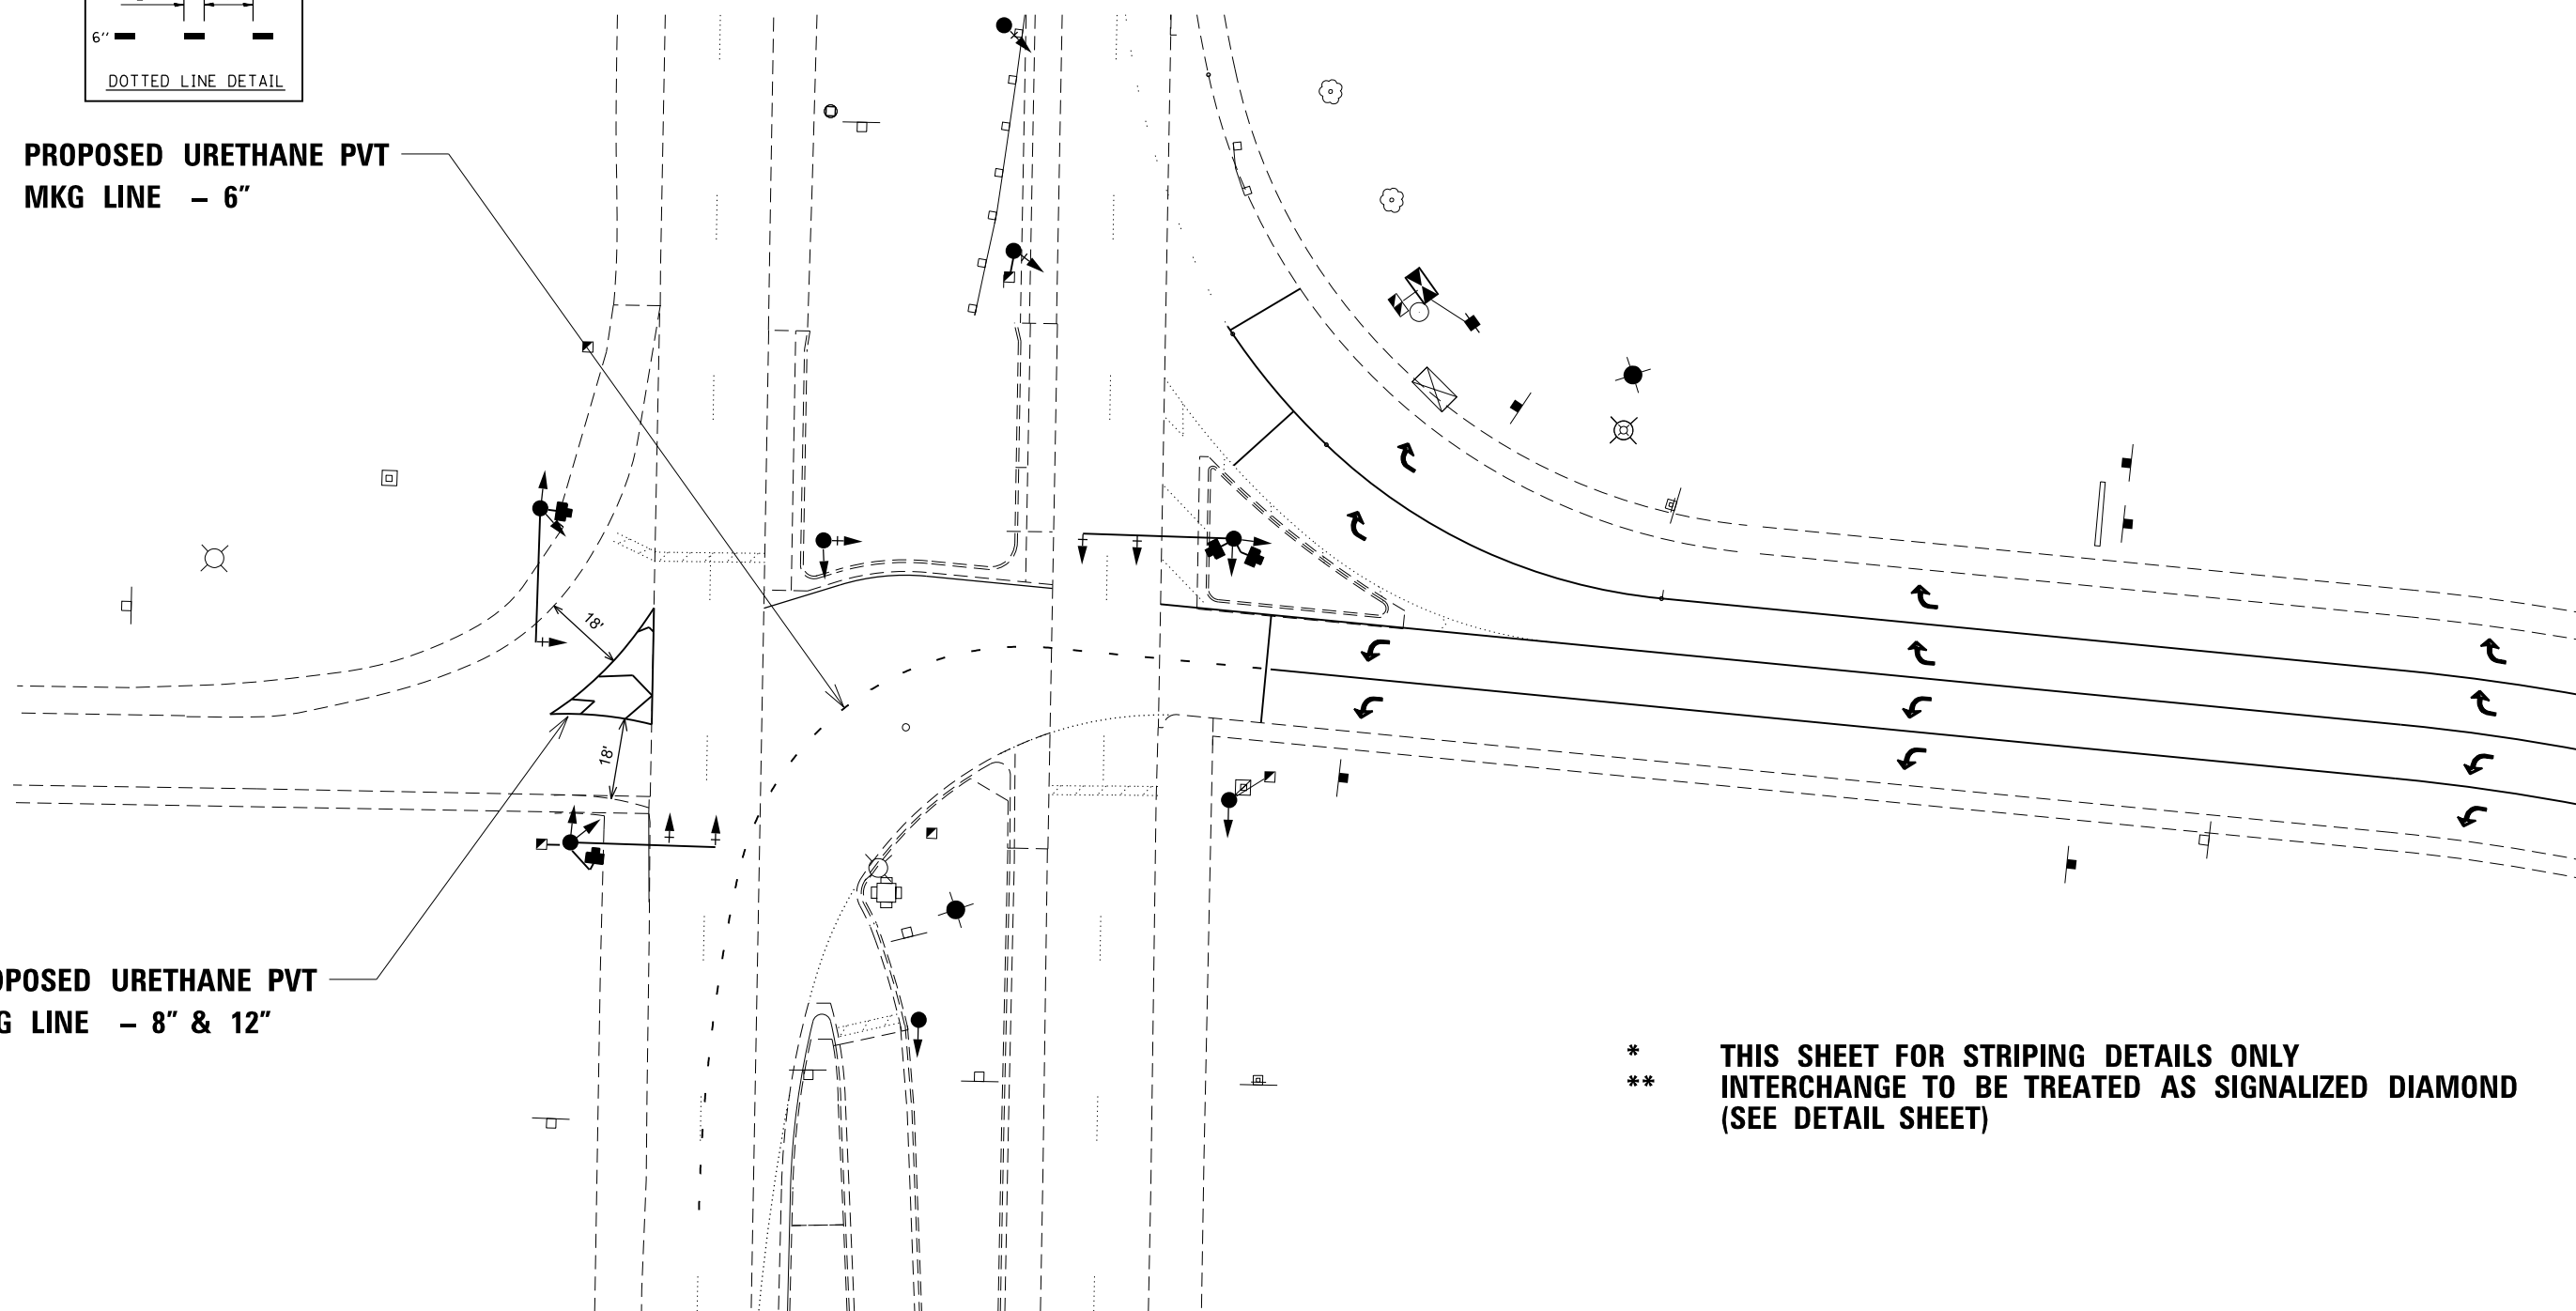 6''
DOTTED LINE DETAIL
PROPOSED URETHANE PVT
MKG LINE – 6"
18'
18'
OPOSED URETHANE PVT
G LINE – 8" & 12"
* THIS SHEET FOR STRIPING DETAILS ONLY
** INTERCHANGE TO BE TREATED AS SIGNALIZED DIAMOND
(SEE DETAIL SHEET)